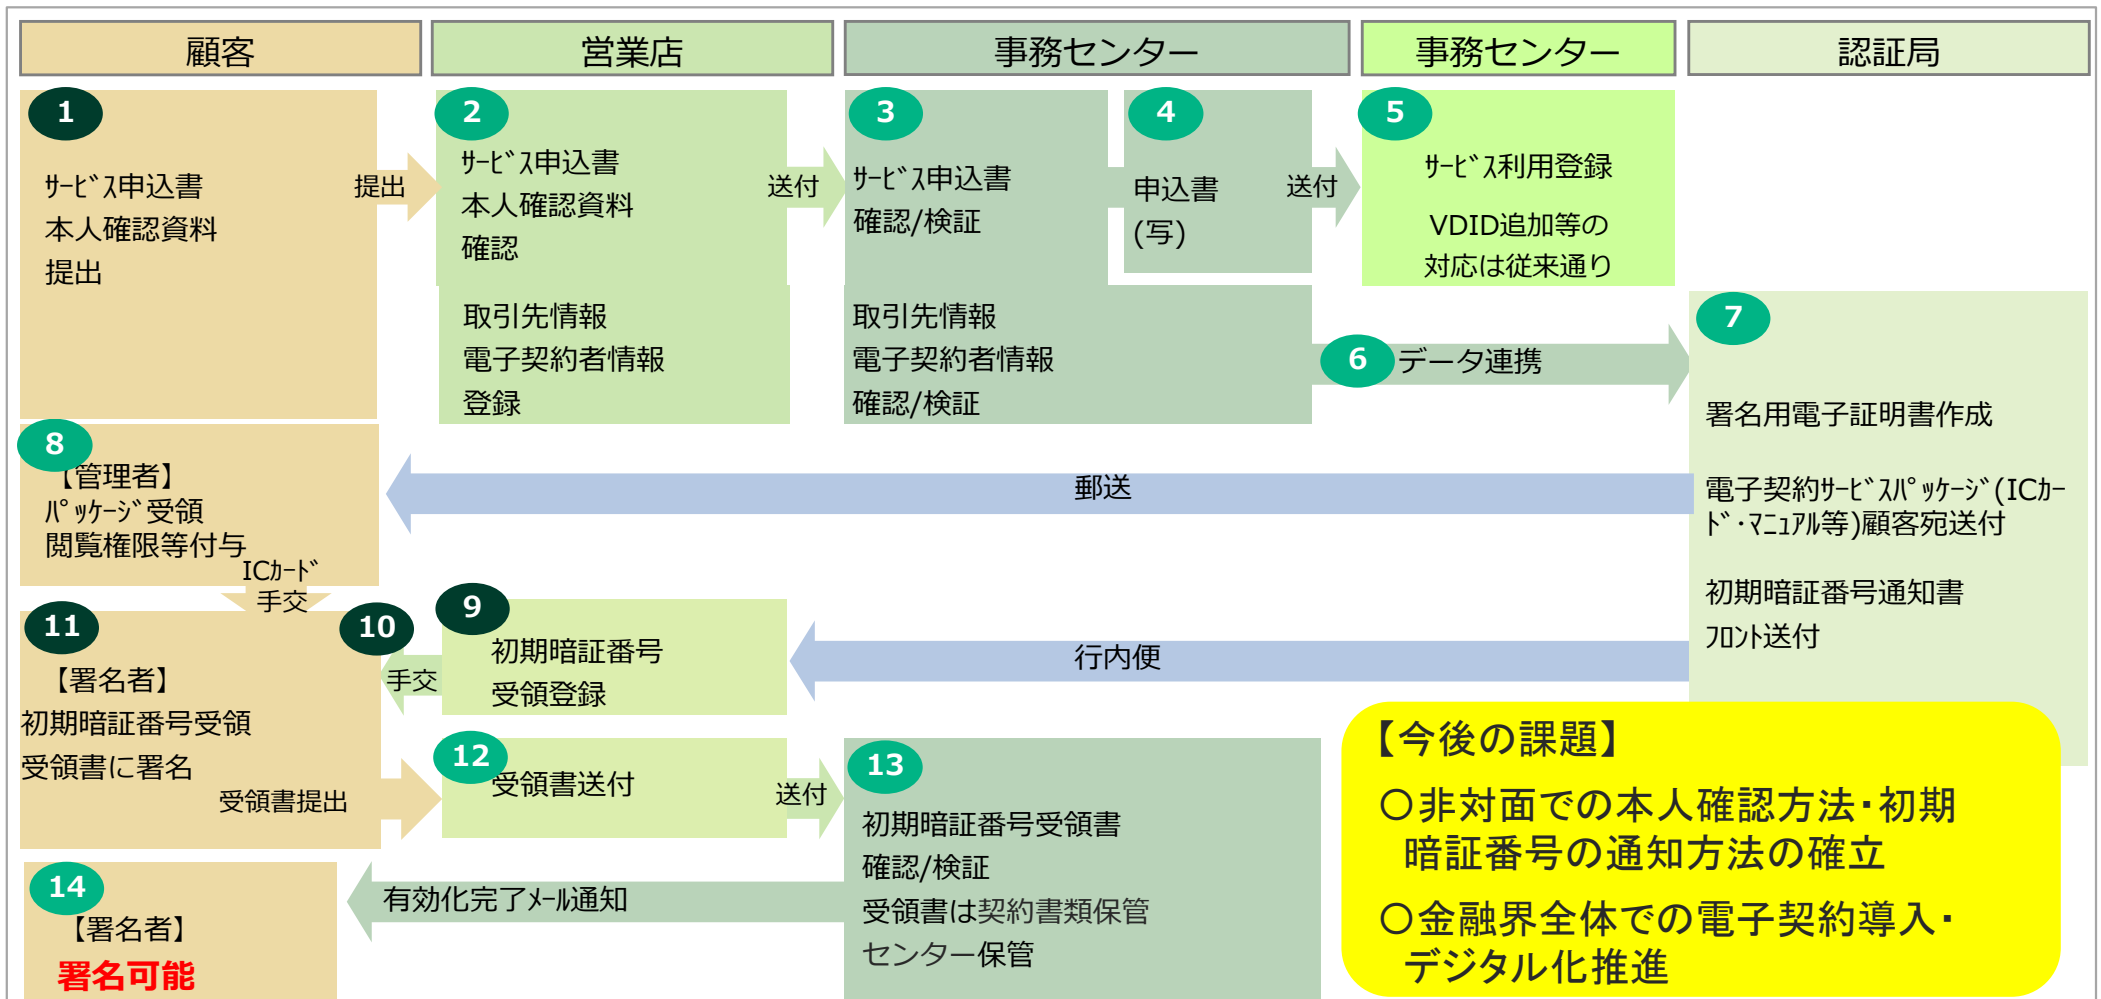 顧客
営業店
事務センター
事務センター
認証局
1
ｻｰﾋﾞｽ申込書
本人確認資料
提出
提出
2
ｻｰﾋﾞｽ申込書
本人確認資料
確認
取引先情報
電子契約者情報
登録
送付
3
ｻｰﾋﾞｽ申込書
確認/検証
取引先情報
電子契約者情報
確認/検証
4
申込書
(写)
送付
5
ｻｰﾋﾞｽ利用登録
VDID追加等の
対応は従来通り
6
データ連携
7
署名用電子証明書作成
電子契約ｻｰﾋﾞｽﾊﾟｯｹｰｼﾞ(ICｶｰ
ﾄﾞ･ﾏﾆｭｱﾙ等)顧客宛送付
初期暗証番号通知書
ﾌﾛﾝﾄ送付
郵送
8
【管理者】
ﾊﾟｯｹｰｼﾞ受領
閲覧権限等付与
ICｶｰﾄﾞ
手交
行内便
9
初期暗証番号
受領登録
10
手交
11
【署名者】
初期暗証番号受領
受領書に署名
受領書提出
12
受領書送付
送付
13
初期暗証番号受領書
確認/検証
受領書は契約書類保管
センター保管
有効化完了ﾒｰﾙ通知
14
【署名者】
署名可能
【今後の課題】
○非対面での本人確認方法・初期
暗証番号の通知方法の確立
○金融界全体での電子契約導入・
デジタル化推進